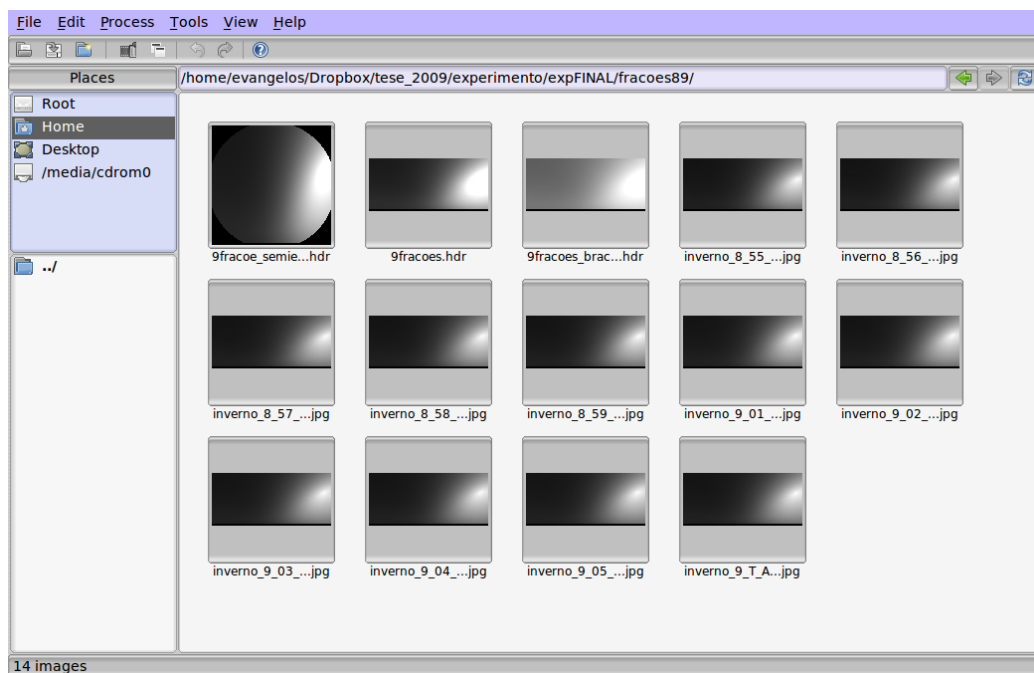 File Edit Process Tools View Help
Places
/home/evangelos/Dropbox/tese_2009/experimento/expFINAL/fracoes89/
Root
Home
Desktop
/media/cdrom0
../
9fracoe_semie...hdr
9fracoes.hdr
9fracoes_brac...hdr
inverno_8_55_...jpg
inverno_8_56_...jpg
inverno_8_57_...jpg
inverno_8_58_...jpg
inverno_8_59_...jpg
inverno_9_01_...jpg
inverno_9_02_...jpg
inverno_9_03_...jpg
inverno_9_04_...jpg
inverno_9_05_...jpg
inverno_9_T_A...jpg
14 images